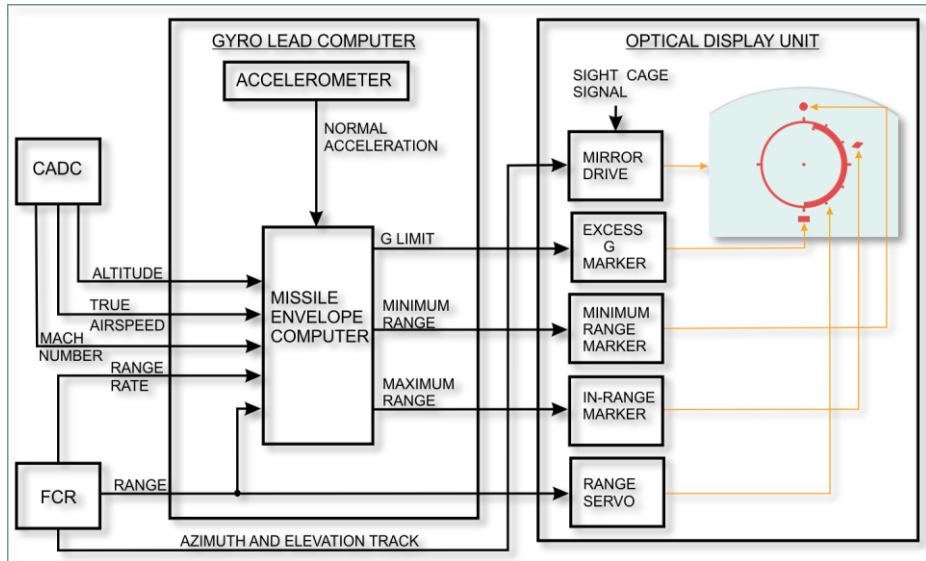 GYRO LEAD COMPUTER
ACCELEROMETER
NORMAL
ACCELERATION
CADC
ALTITUDE
TRUE
AIRSPEED
MACH
NUMBER
RANGE
RATE
FCR
RANGE
AZIMUTH AND ELEVATION TRACK
MISSILE
ENVELOPE
COMPUTER
G LIMIT
MINIMUM
RANGE
MAXIMUM
RANGE
OPTICAL DISPLAY UNIT
SIGHT CAGE
SIGNAL
MIRROR
DRIVE
EXCESS
G
MARKER
MINIMUM
RANGE
MARKER
IN-RANGE
MARKER
RANGE
SERVO